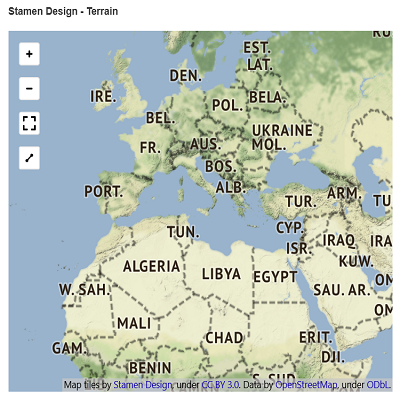 Stamen Design - Terrain
RU
+
EST.
LAT.
DEN.
−
IRE.
POL.
BELA.
BEL.
UKRAINE
FR.
AUS.
MOL.
BOS.
PORT.
ALB.
TUR.
ARM.
TU
TUN.
CYP.
ISR.
IRAQ
IRA
ALGERIA
LIBYA
EGYPT
KUW.
W. SAH.
SAU. AR.
OM
OM
MALI
CHAD
ERIT.
GAM.
DJI.
BENIN
S. SUD.
Map tiles by Stamen Design, under CC BY 3.0. Data by OpenStreetMap, under ODbL.